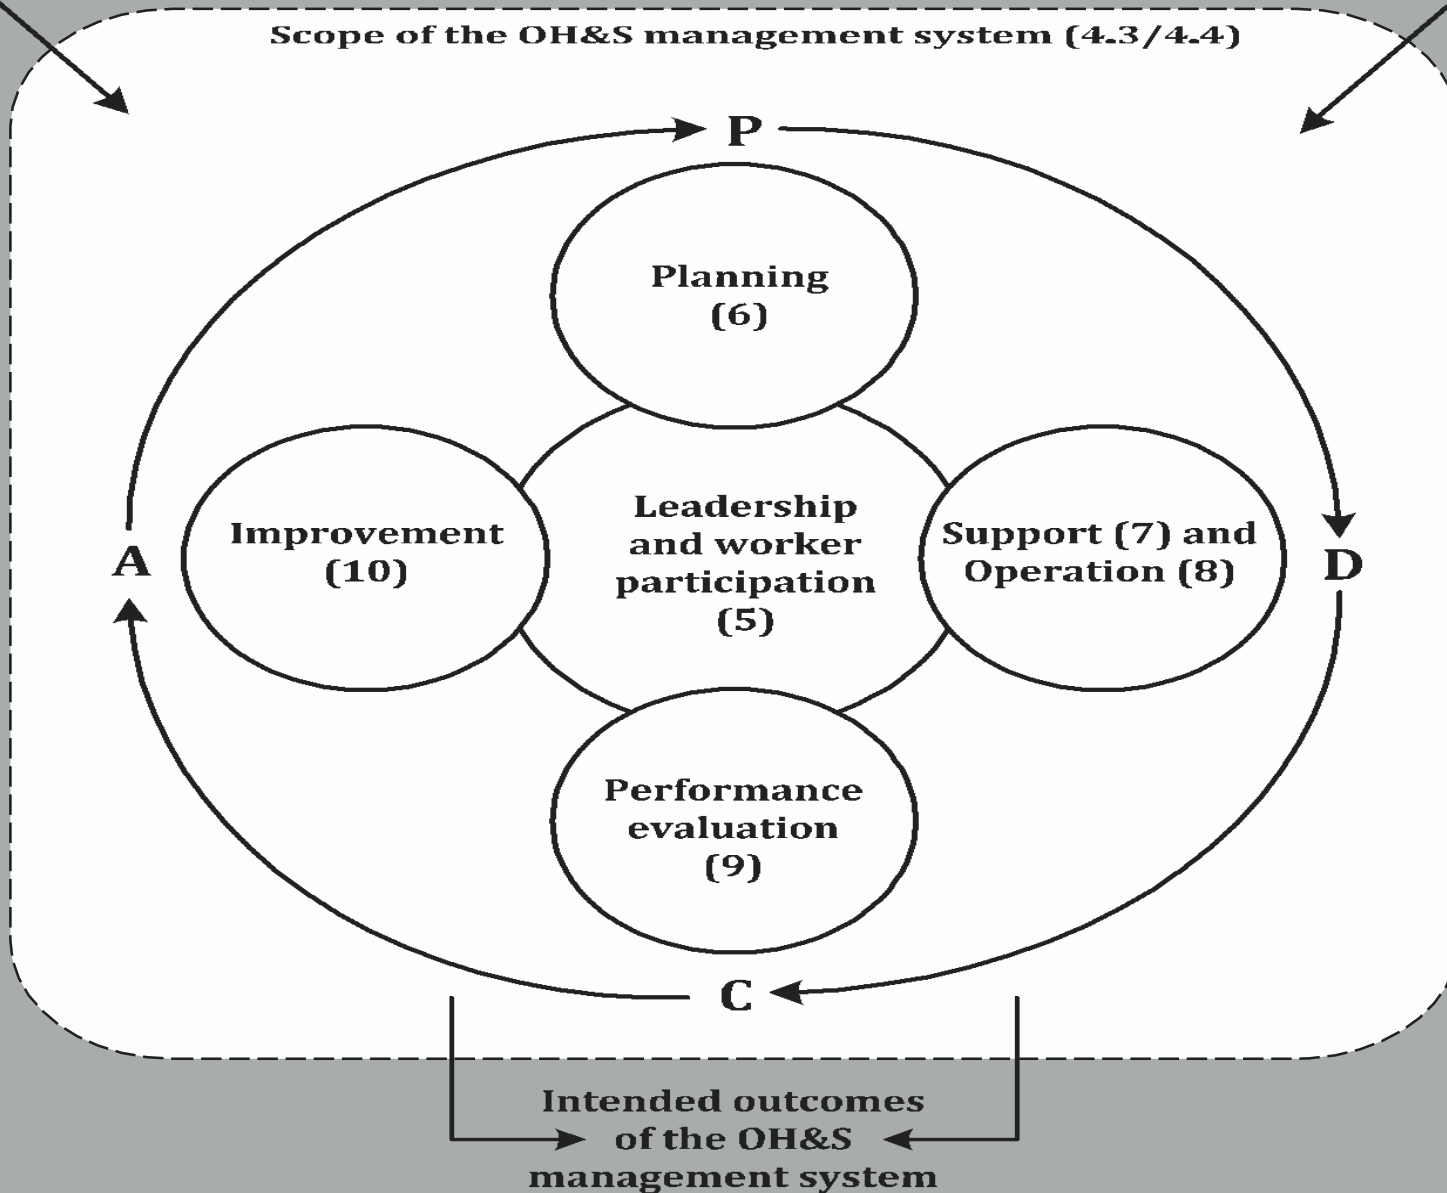 Scope of the OH&S management system (4.3/4.4)
P
Planning
(6)
Leadership
and worker
participation
(5)
Improvement
(10)
Support (7) and
Operation (8)
A
D
Performance
evaluation
(9)
C
Intended outcomes
of the OH&S
management system